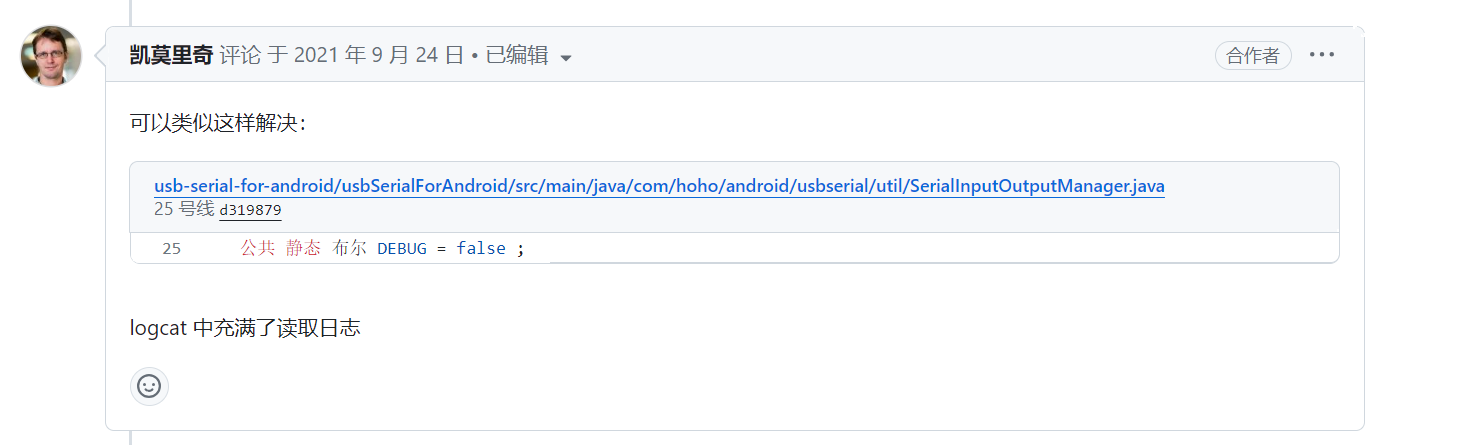 凯莫里奇 评论 于 2021 年 9 月 24 日 • 已编辑
合作者
可以类似这样解决：
usb-serial-for-android/usbSerialForAndroid/src/main/java/com/hoho/android/usbserial/util/SerialInputOutputManager.java
25 号线 d319879
25 公共 静态 布尔 DEBUG = false ;
logcat 中充满了读取日志